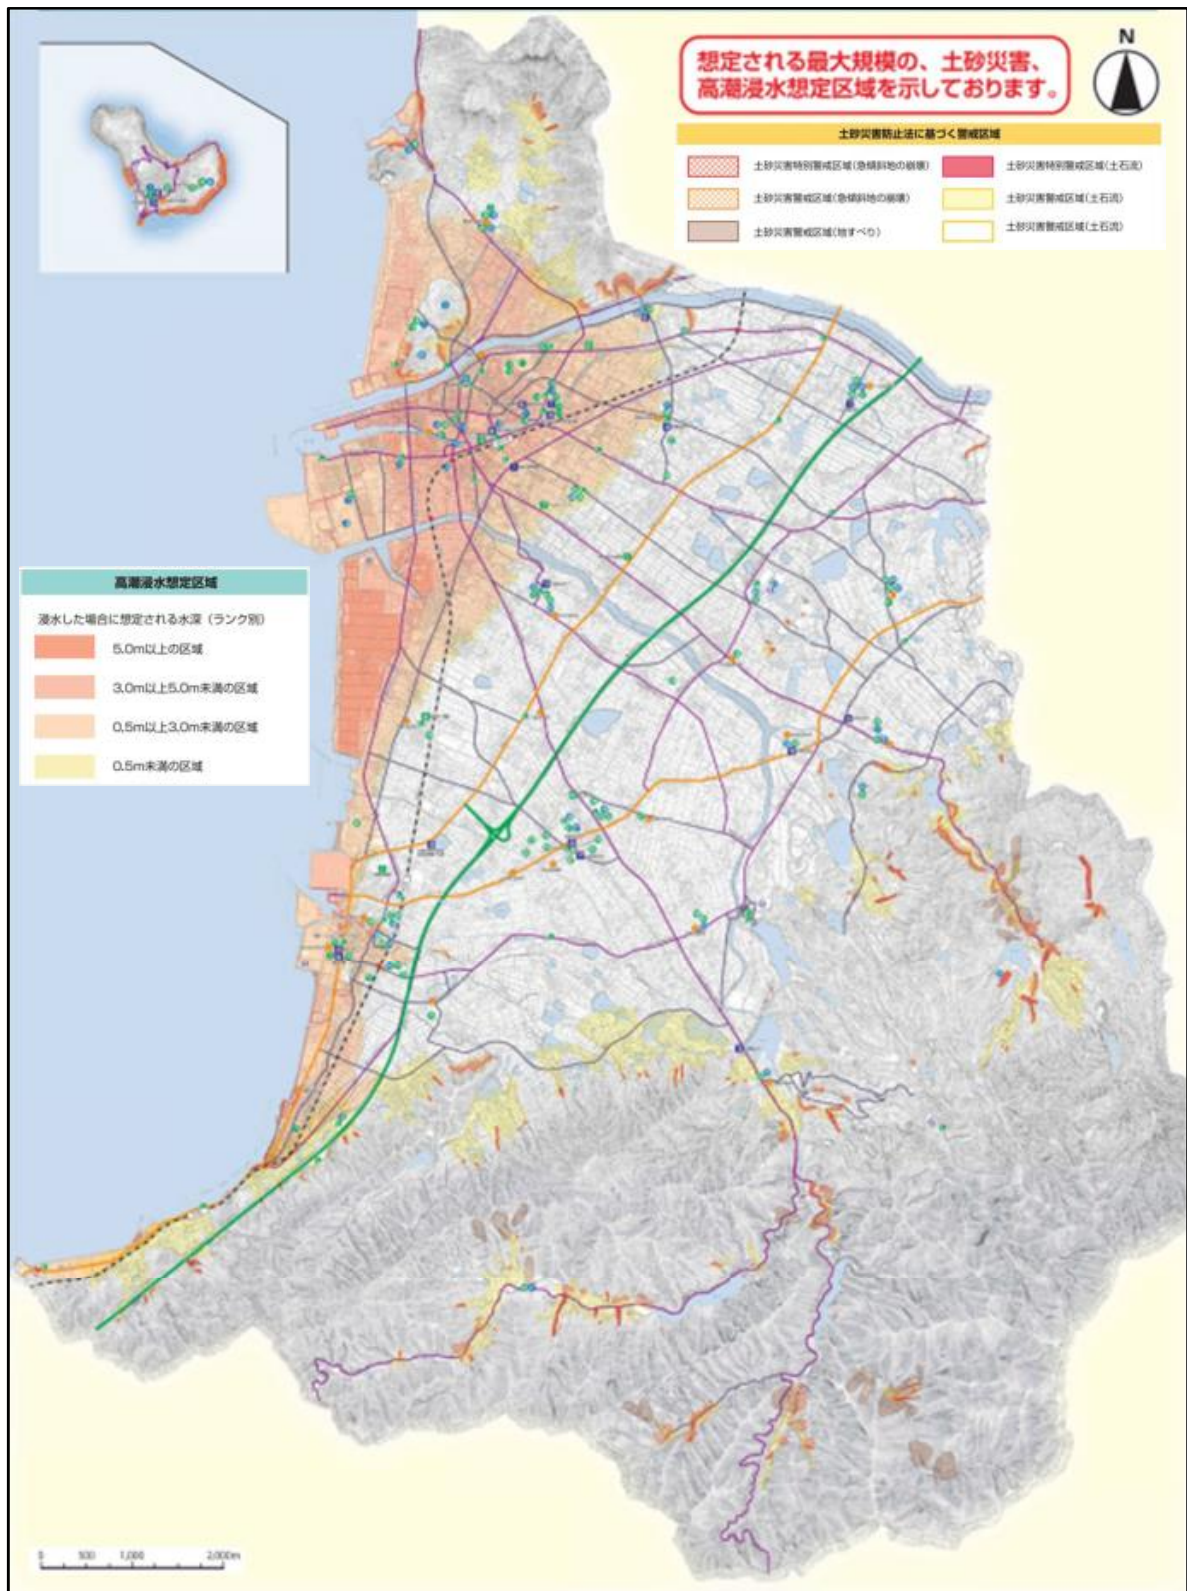 想定される最大規模の、土砂災害、
高潮浸水想定区域を示しております。
N
土砂災害防止法に基づく警戒区域
土砂災害特別警戒区域(急傾斜地の崩壊)
土砂災害特別警戒区域(土石流)
土砂災害警戒区域(急傾斜地の崩壊)
土砂災害警戒区域(土石流)
土砂災害警戒区域(地すべり)
土砂災害警戒区域(土石流)
高潮浸水想定区域
浸水した場合に想定される水深(ランク別)
5.0m以上の区域
3.0m以上5.0m未満の区域
0.5m以上3.0m未満の区域
0.5m未満の区域
0 500 1,000 2,000m